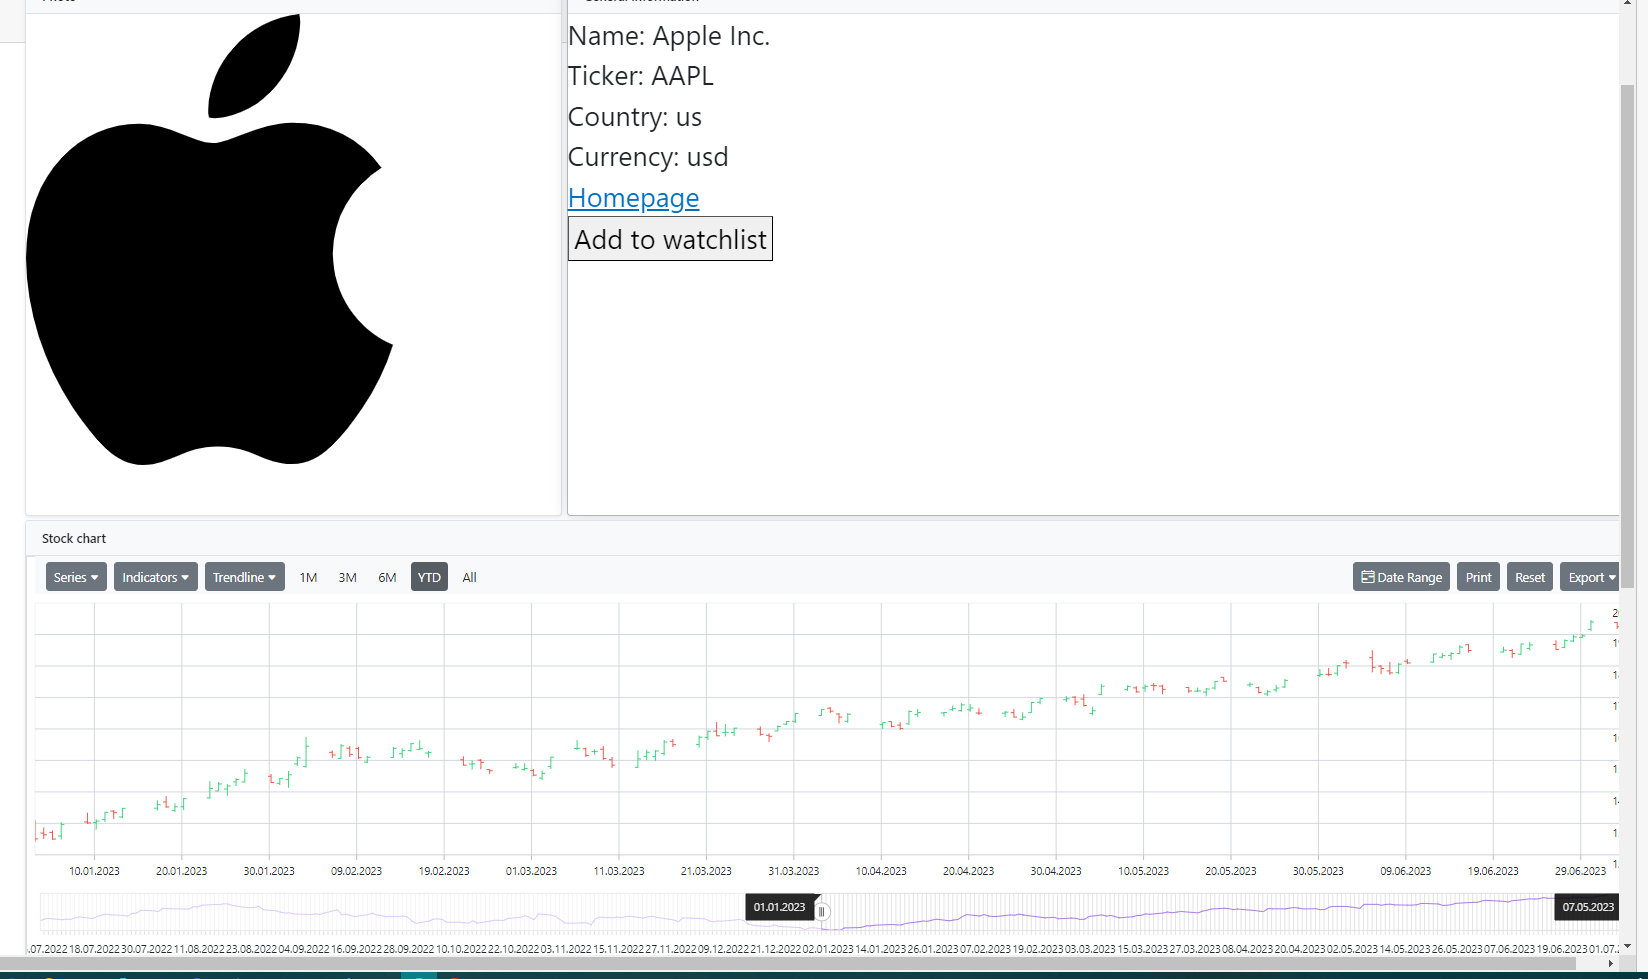 Name: Apple Inc.
Ticker: AAPL
Country: us
Currency: usd
Homepage
Add to watchlist
Stock chart
Series Indicators Trendline 1M 3M 6M YTD All Date Range Print Reset Export
10.01.2023 20.01.2023 30.01.2023 09.02.2023 19.02.2023 01.03.2023 11.03.2023 21.03.2023 31.03.2023 10.04.2023 20.04.2023 30.04.2023 10.05.2023 20.05.2023 30.05.2023 09.06.2023 19.06.2023 29.06.2023
01.01.2023 07.05.2023
.07.2022 18.07.2022 30.07.2022 11.08.2022 23.08.2022 04.09.2022 16.09.2022 28.09.2022 10.10.2022 22.10.2022 03.11.2022 15.11.2022 27.11.2022 09.12.2022 21.12.2022 02.01.2023 14.01.2023 26.01.2023 07.02.2023 19.02.2023 03.03.2023 15.03.2023 27.03.2023 08.04.2023 20.04.2023 02.05.2023 14.05.2023 26.05.2023 07.06.2023 19.06.2023 01.07.